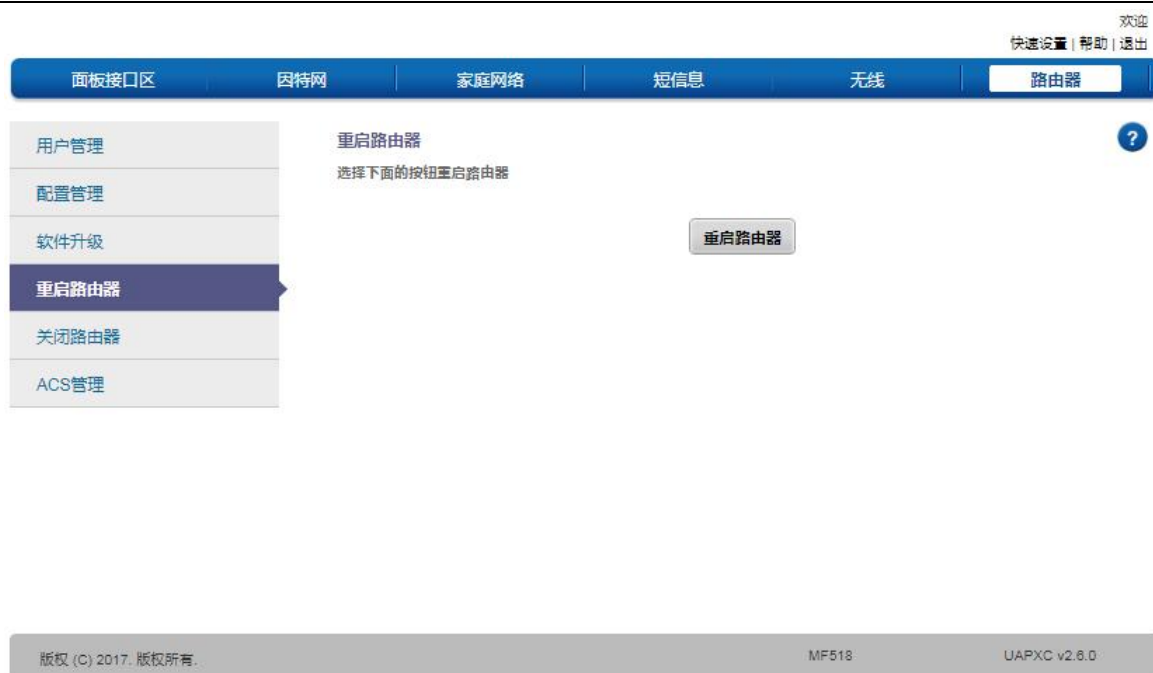 欢迎
快速设置 | 帮助 | 退出
面板接口区 因特网 家庭网络 短信息 无线 路由器
用户管理
配置管理
软件升级
重启路由器
关闭路由器
ACS管理
重启路由器
?
选择下面的按钮重启路由器
重启路由器
版权 (C) 2017. 版权所有. MF518 UAPXC v2.6.0